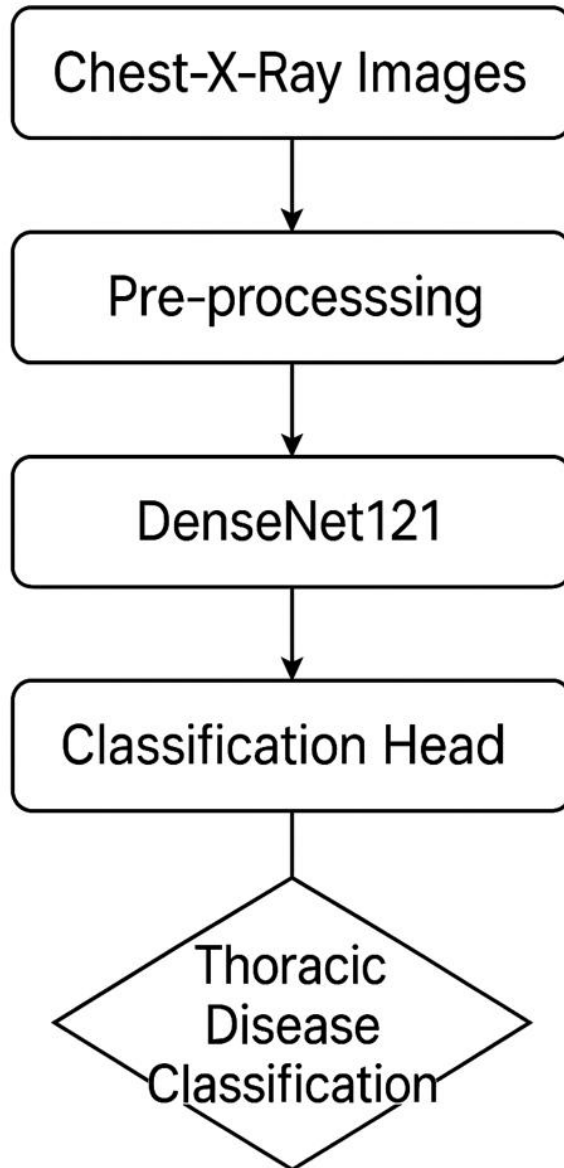 Chest-X-Ray Images
Pre-processsing
DenseNet121
Classification Head
Thoracic
Disease
Classification